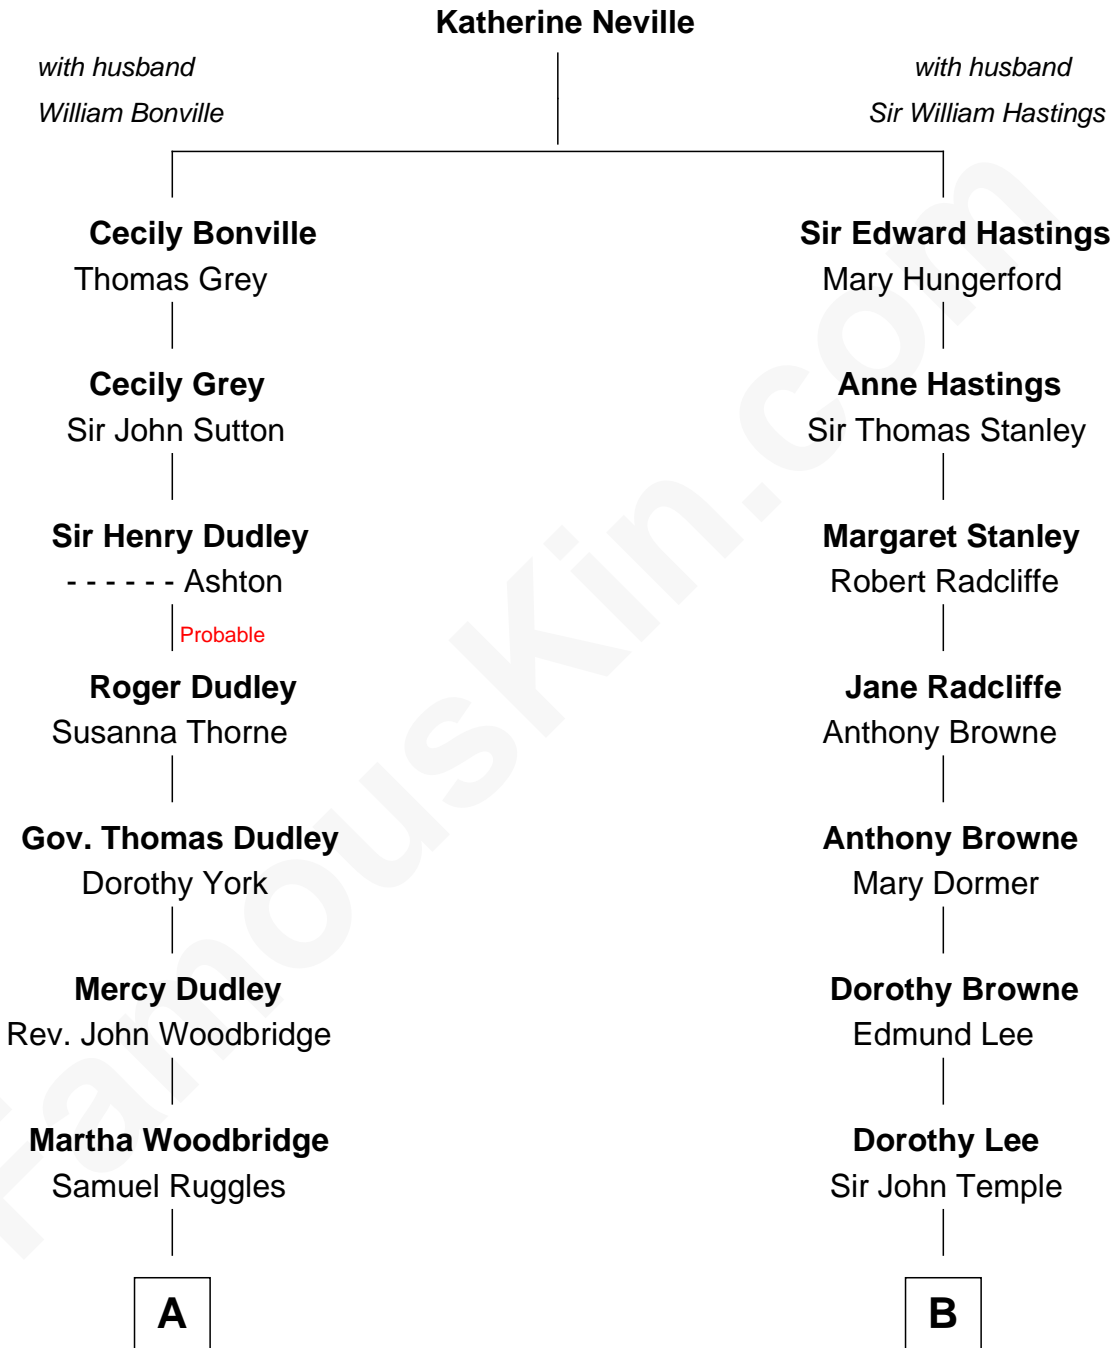 Katherine Neville
with husband
William Bonville
with husband
Sir William Hastings
Cecily Bonville
Thomas Grey
Sir Edward Hastings
Mary Hungerford
Cecily Grey
Sir John Sutton
Anne Hastings
Sir Thomas Stanley
Sir Henry Dudley
- - - - - - Ashton
Margaret Stanley
Robert Radcliffe
Probable
Roger Dudley
Susanna Thorne
Jane Radcliffe
Anthony Browne
Gov. Thomas Dudley
Dorothy York
Anthony Browne
Mary Dormer
Mercy Dudley
Rev. John Woodbridge
Dorothy Browne
Edmund Lee
Martha Woodbridge
Samuel Ruggles
Dorothy Lee
Sir John Temple
A
B
FamousKin.com